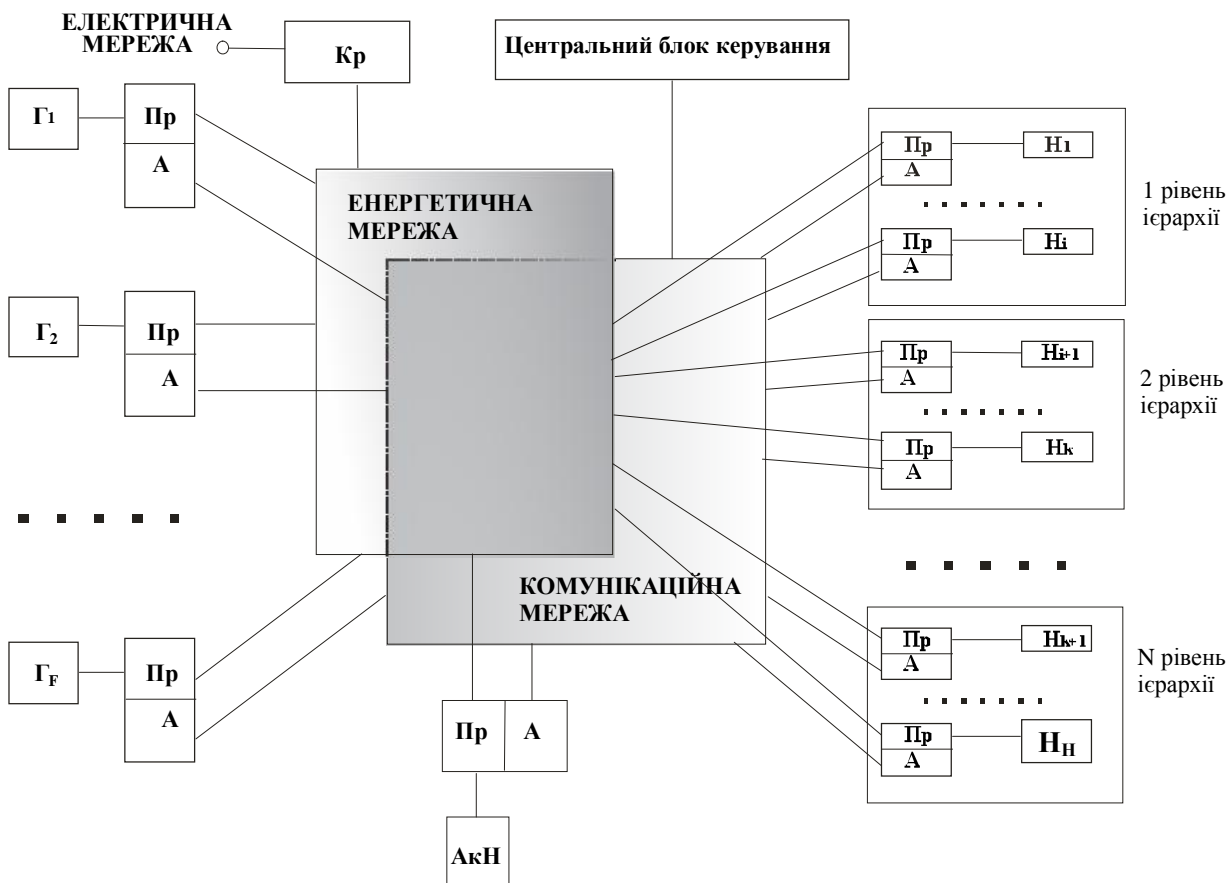 ЕЛЕКТРИЧНА
МЕРЕЖА
Кр
Центральний блок керування
Г1
Пр
А
Г2
Пр
А
ГF
Пр
А
ЕНЕРГЕТИЧНА
МЕРЕЖА
КОМУНІКАЦІЙНА
МЕРЕЖА
Пр
А
АкН
Пр
А
Н1
Пр
А
Нi
1 рівень
ієрархії
Пр
А
Нi+1
Пр
А
Нk
2 рівень
ієрархії
Пр
А
Нk+1
Пр
А
НН
N рівень
ієрархії